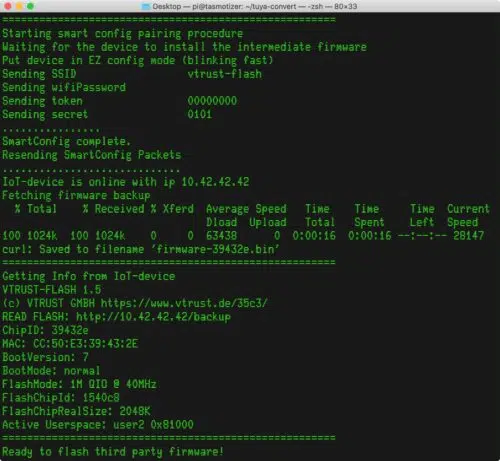 Desktop — pi@tasmotizer: ~/tuya-convert — -zsh — 80×33
======================================================
Starting smart config pairing procedure
Waiting for the device to install the intermediate firmware
Put device in EZ config mode (blinking fast)
Sending SSID                  vtrust-flash
Sending wifiPassword
Sending token                 00000000
Sending secret                0101
................
SmartConfig complete.
Resending SmartConfig Packets
.............................
IoT-device is online with ip 10.42.42.42
Fetching firmware backup
  % Total    % Received % Xferd  Average Speed   Time    Time     Time  Current
                                 Dload  Upload   Total   Spent    Left  Speed
100 1024k  100 1024k    0     0  63438      0  0:00:16  0:00:16 --:--:-- 28147
curl: Saved to filename 'firmware-39432e.bin'
======================================================
Getting Info from IoT-device
VTRUST-FLASH 1.5
(c) VTRUST GMBH https://www.vtrust.de/35c3/
READ FLASH: http://10.42.42.42/backup
ChipID: 39432e
MAC: CC:50:E3:39:43:2E
BootVersion: 7
BootMode: normal
FlashMode: 1M QIO @ 40MHz
FlashChipId: 1540c8
FlashChipRealSize: 2048K
Active Userspace: user2 0x81000
======================================================
Ready to flash third party firmware!